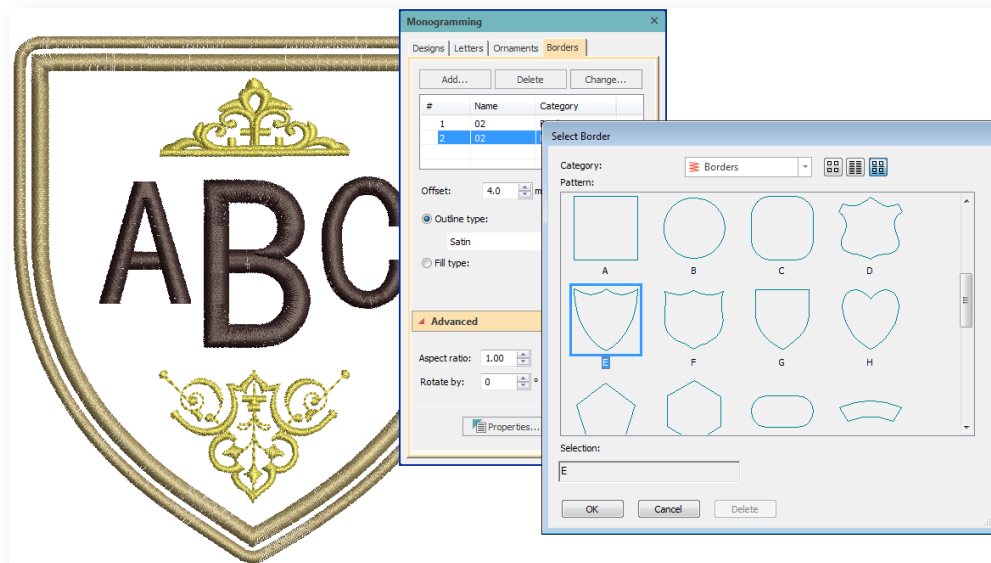 ABC
Monogramming
Designs Letters Ornaments Borders
Add... Delete Change...
# Name Category
1 02
2 02
Offset: 4.0
Outline type:
Satin
Fill type:
Advanced
Aspect ratio: 1.00
Rotate by: 0 °
Properties...
Select Border
Category: Borders
Pattern:
A B C D
E F G H
Selection:
E
OK Cancel Delete